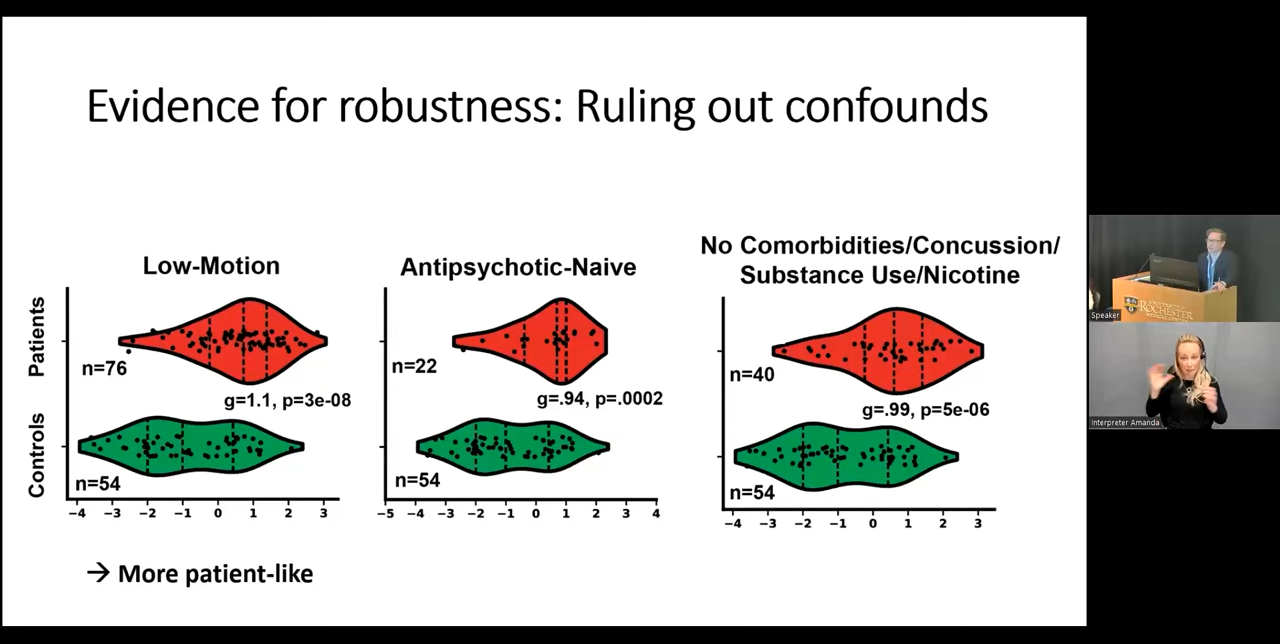 Evidence for robustness: Ruling out confounds
Low-Motion
Patients
Controls
n=76
g=1.1, p=3e-08
n=54
−4 −3 −2 −1 0 1 2 3
Antipsychotic-Naive
n=22
g=.94, p=.0002
n=54
−5 −4 −3 −2 −1 0 1 2 3 4
No Comorbidities/Concussion/
Substance Use/Nicotine
n=40
g=.99, p=5e-06
n=54
−4 −3 −2 −1 0 1 2 3
→ More patient-like
UNIVERSITY of
ROCHESTER
Speaker
Interpreter Amanda